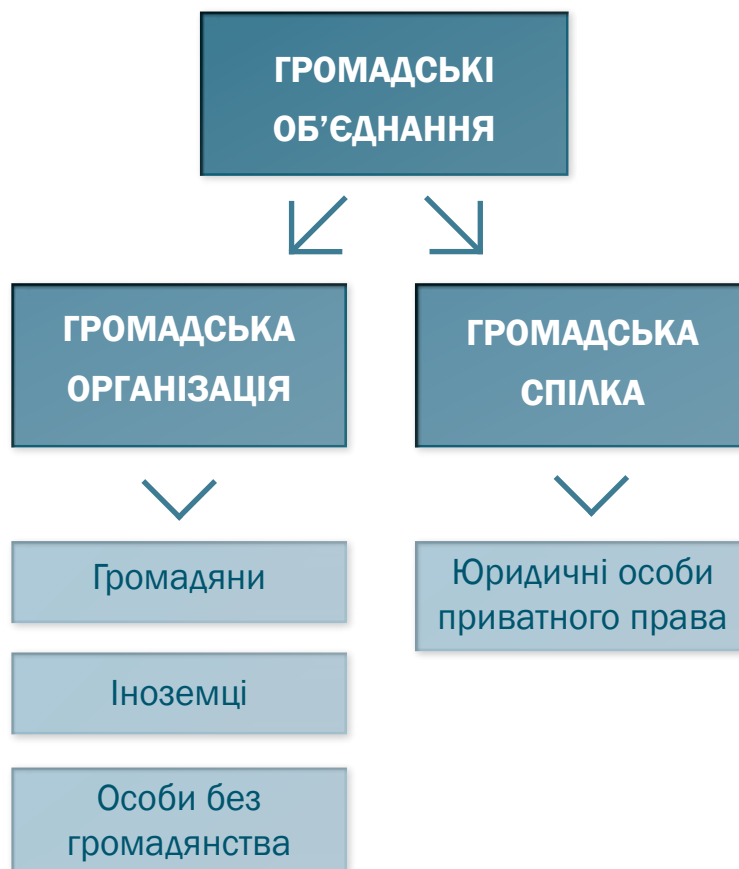 ГРОМАДСЬКІ
ОБ’ЄДНАННЯ
ГРОМАДСЬКА
ОРГАНІЗАЦІЯ
ГРОМАДСЬКА
СПІЛКА
Громадяни
Іноземці
Особи без
громадянства
Юридичні особи
приватного права